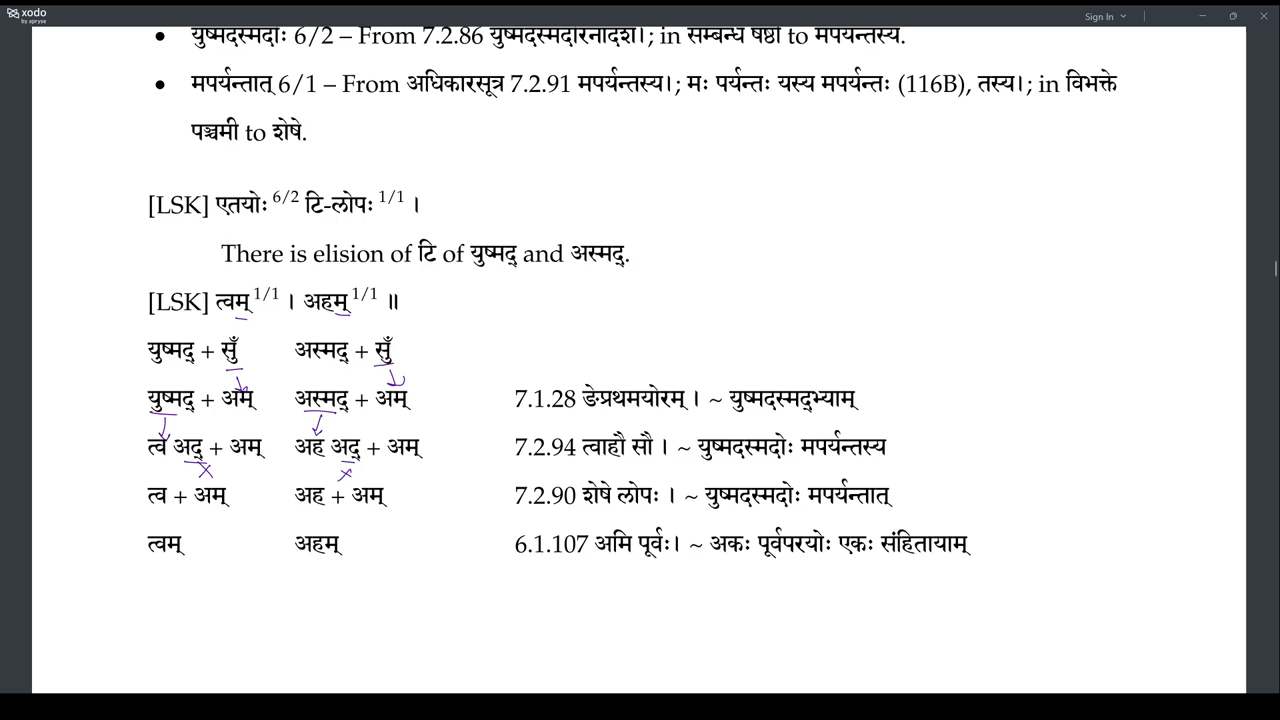 xodo
by apryse
Sign In
• युष्मदस्मदोः 6/2 – From 7.2.86 युष्मदस्मदोरनादेशे।; in सम्बन्ध षष्ठी to मपर्यन्तस्य.
• मपर्यन्तात् 6/1 – From अधिकारसूत्र 7.2.91 मपर्यन्तस्य।; मः पर्यन्तः यस्य मपर्यन्तः (116B), तस्य।; in विभक्ते
पञ्चमी to शेषे.
[LSK] एतयोः 6/2 टि-लोपः 1/1 ।
There is elision of टि of युष्मद् and अस्मद्.
[LSK] त्वम् 1/1 । अहम् 1/1 ॥
युष्मद् + सुँ अस्मद् + सुँ
युष्मद् + अम् अस्मद् + अम् 7.1.28 ङेप्रथमयोरम् । ~ युष्मदस्मद्भ्याम्
त्व अद् + अम् अह अद् + अम् 7.2.94 त्वाहौ सौ । ~ युष्मदस्मदोः मपर्यन्तस्य
त्व + अम् अह + अम् 7.2.90 शेषे लोपः । ~ युष्मदस्मदोः मपर्यन्तात्
त्वम् अहम् 6.1.107 अमि पूर्वः। ~ अकः पूर्वपरयोः एकः संहितायाम्